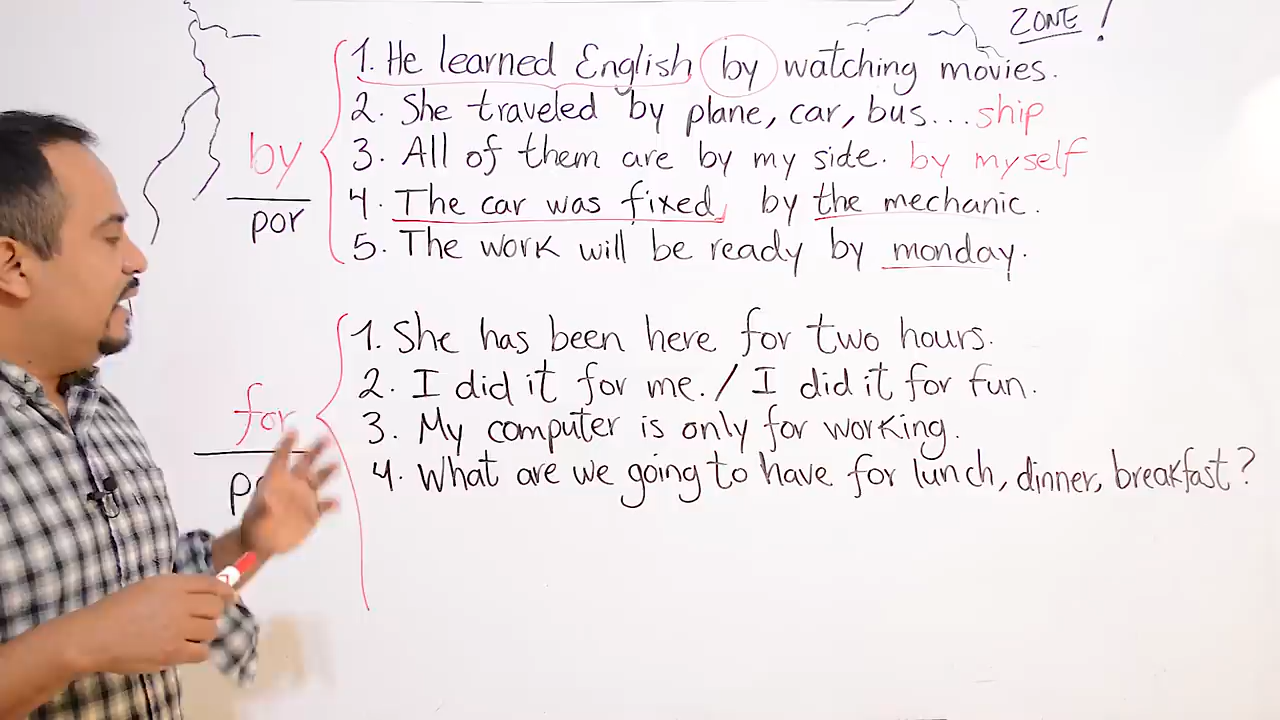 ZONE!
by
por
1. He learned English by watching movies.
2. She traveled by plane, car, bus... ship
3. All of them are by my side. by myself
4. The car was fixed by the mechanic.
5. The work will be ready by monday.
for
1. She has been here for two hours.
2. I did it for me. / I did it for fun.
3. My computer is only for working.
4. What are we going to have for lunch, dinner, breakfast?